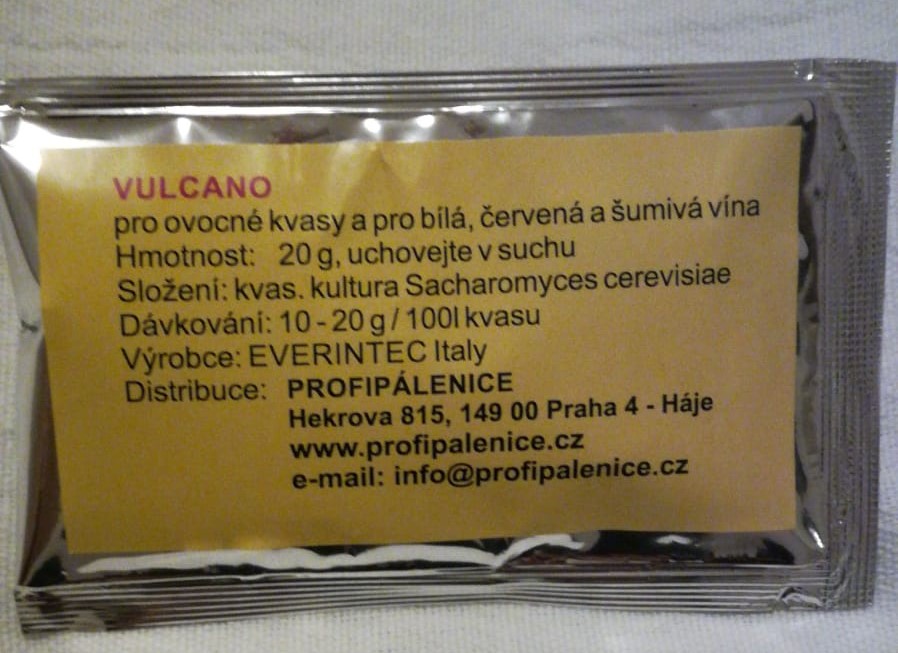 VULCANO
pro ovocné kvasy a pro bílá, červená a šumivá vína
Hmotnost: 20 g, uchovejte v suchu
Složení: kvas. kultura Sacharomyces cerevisiae
Dávkování: 10 - 20 g / 100l kvasu
Výrobce: EVERINTEC Italy
Distribuce: PROFIPÁLENICE
Hekrova 815, 149 00 Praha 4 - Háje
www.profipalenice.cz
e-mail: info@profipalenice.cz